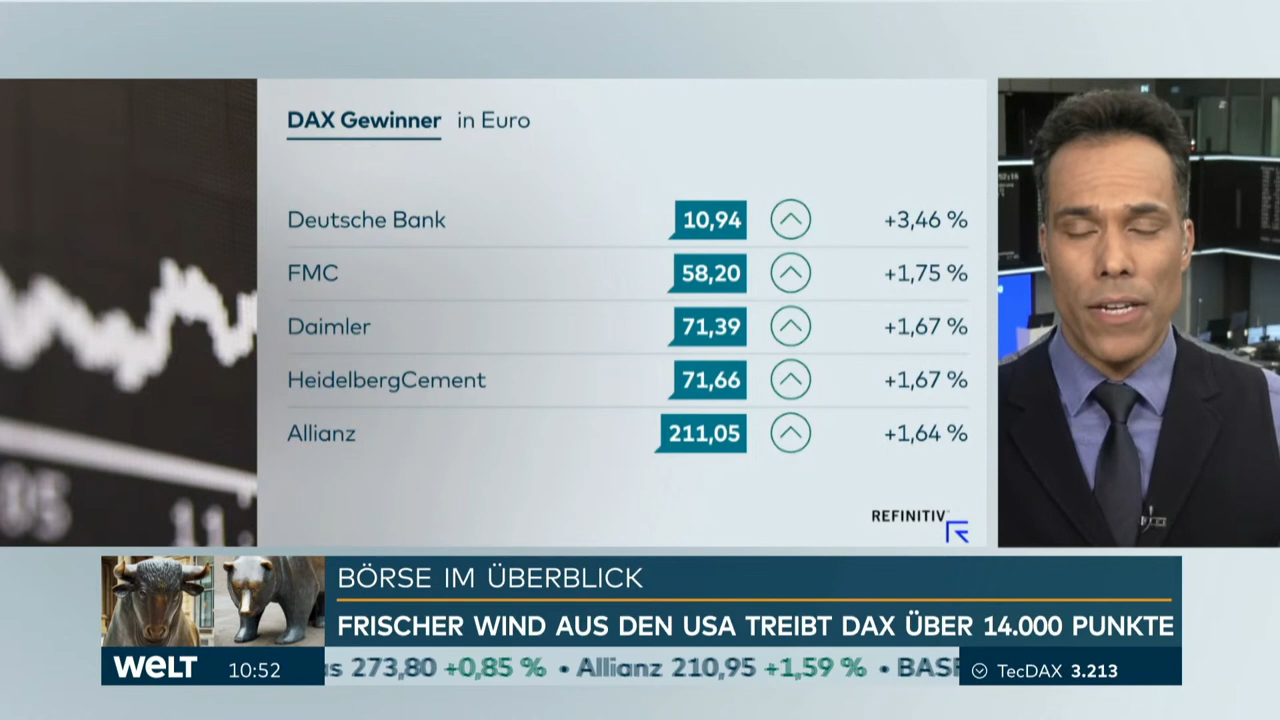 DAX Gewinner in Euro
Deutsche Bank 10,94 +3,46 %
FMC 58,20 +1,75 %
Daimler 71,39 +1,67 %
HeidelbergCement 71,66 +1,67 %
Allianz 211,05 +1,64 %
REFINITIV
BÖRSE IM ÜBERBLICK
FRISCHER WIND AUS DEN USA TREIBT DAX ÜBER 14.000 PUNKTE
welt 10:52 s 273,80 +0,85 % • Allianz 210,95 +1,59 % • BASF TecDAX 3.213